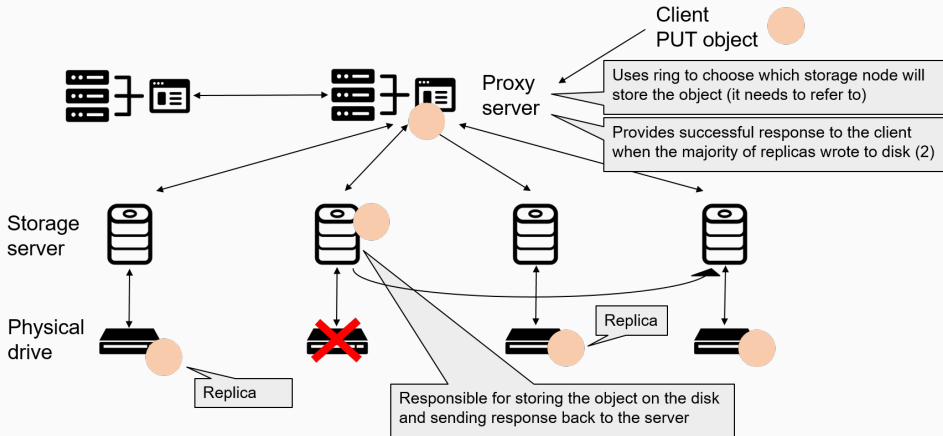 Client
PUT object
Proxy
server
Uses ring to choose which storage node will
store the object (it needs to refer to)
Provides successful response to the client
when the majority of replicas wrote to disk (2)
Storage
server
Physical
drive
Replica
Replica
Responsible for storing the object on the disk
and sending response back to the server